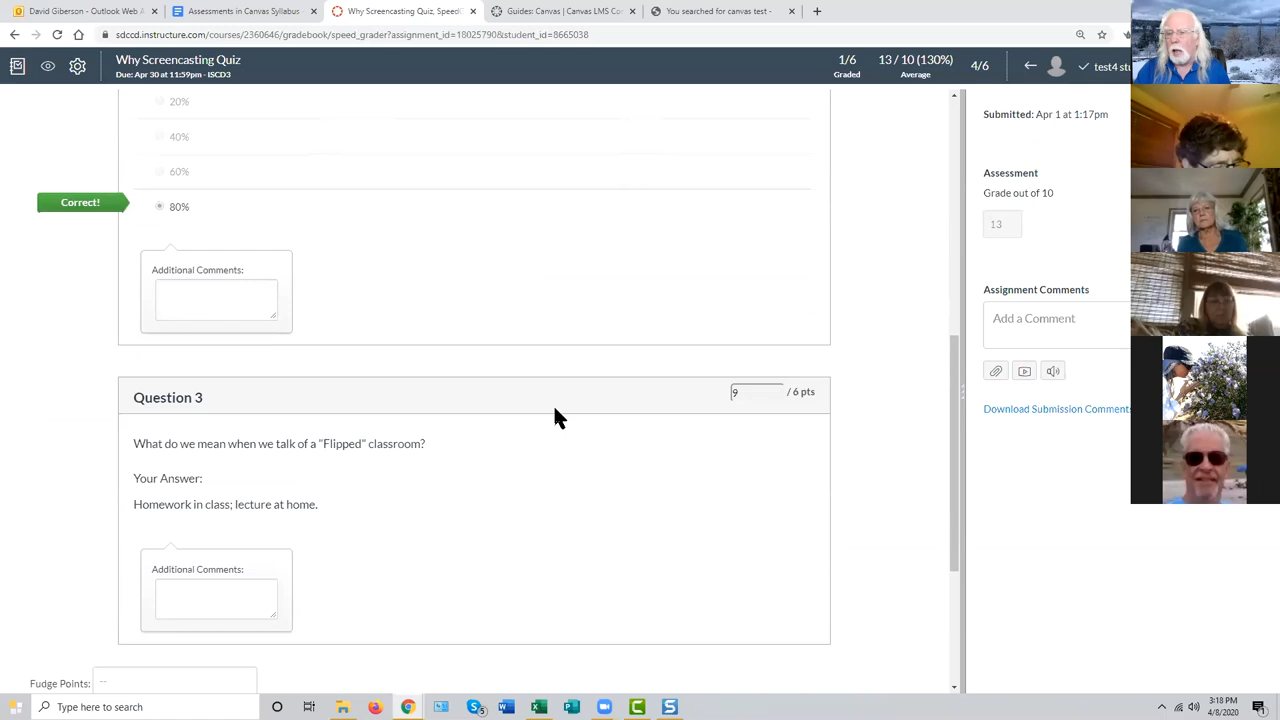 David Giberson - Outlook Web A
Assessments in Canvas Syllabus
Why Screencasting Quiz, SpeedG
Guides: Canvas | Canvas LMS Co
You searched for canvas test -
sdccd.instructure.com/courses/2360646/gradebook/speed_grader?assignment_id=18025790&student_id=8665038
Why Screencasting Quiz
Due: Apr 30 at 11:59pm - ISCD3
1/6
Graded
13 / 10 (130%)
Average
4/6
test4 stu
20%
40%
60%
Correct!
80%
Additional Comments:
Submitted: Apr 1 at 1:17pm
Assessment
Grade out of 10
13
Assignment Comments
Add a Comment
Download Submission Comments
Question 3
9 / 6 pts
What do we mean when we talk of a "Flipped" classroom?
Your Answer:
Homework in class; lecture at home.
Additional Comments:
Fudge Points: --
Type here to search
3:18 PM
4/8/2020